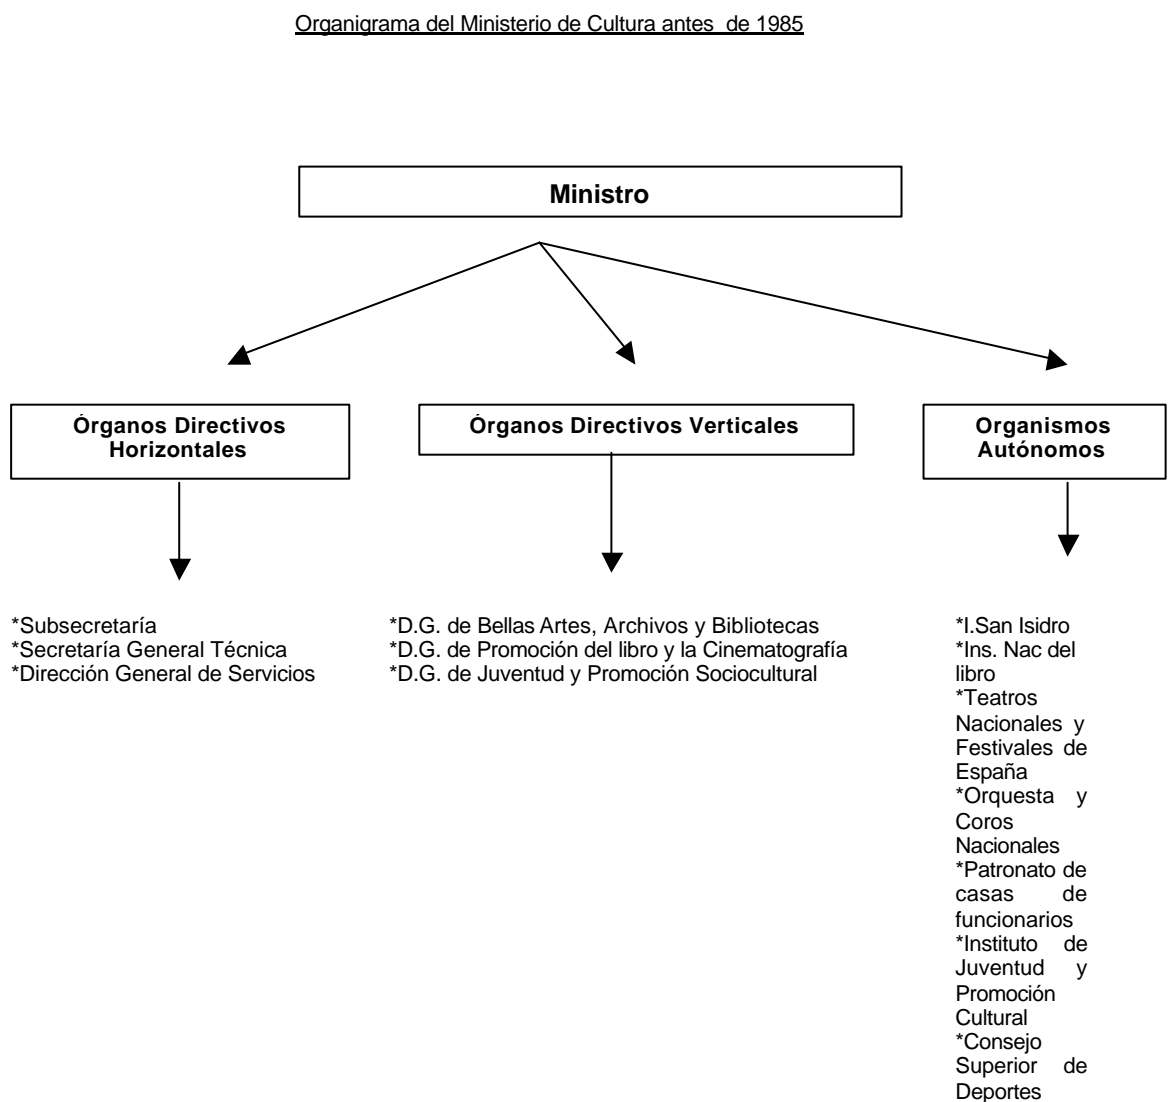 Organigrama del Ministerio de Cultura antes de 1985
Ministro
Órganos Directivos
Horizontales
Órganos Directivos Verticales
Organismos
Autónomos
*Subsecretaría
*Secretaría General Técnica
*Dirección General de Servicios
*D.G. de Bellas Artes, Archivos y Bibliotecas
*D.G. de Promoción del libro y la Cinematografía
*D.G. de Juventud y Promoción Sociocultural
*I.San Isidro
*Ins. Nac del
libro
*Teatros
Nacionales y
Festivales de
España
*Orquesta y
Coros
Nacionales
*Patronato de
casas de
funcionarios
*Instituto de
Juventud y
Promoción
Cultural
*Consejo
Superior de
Deportes